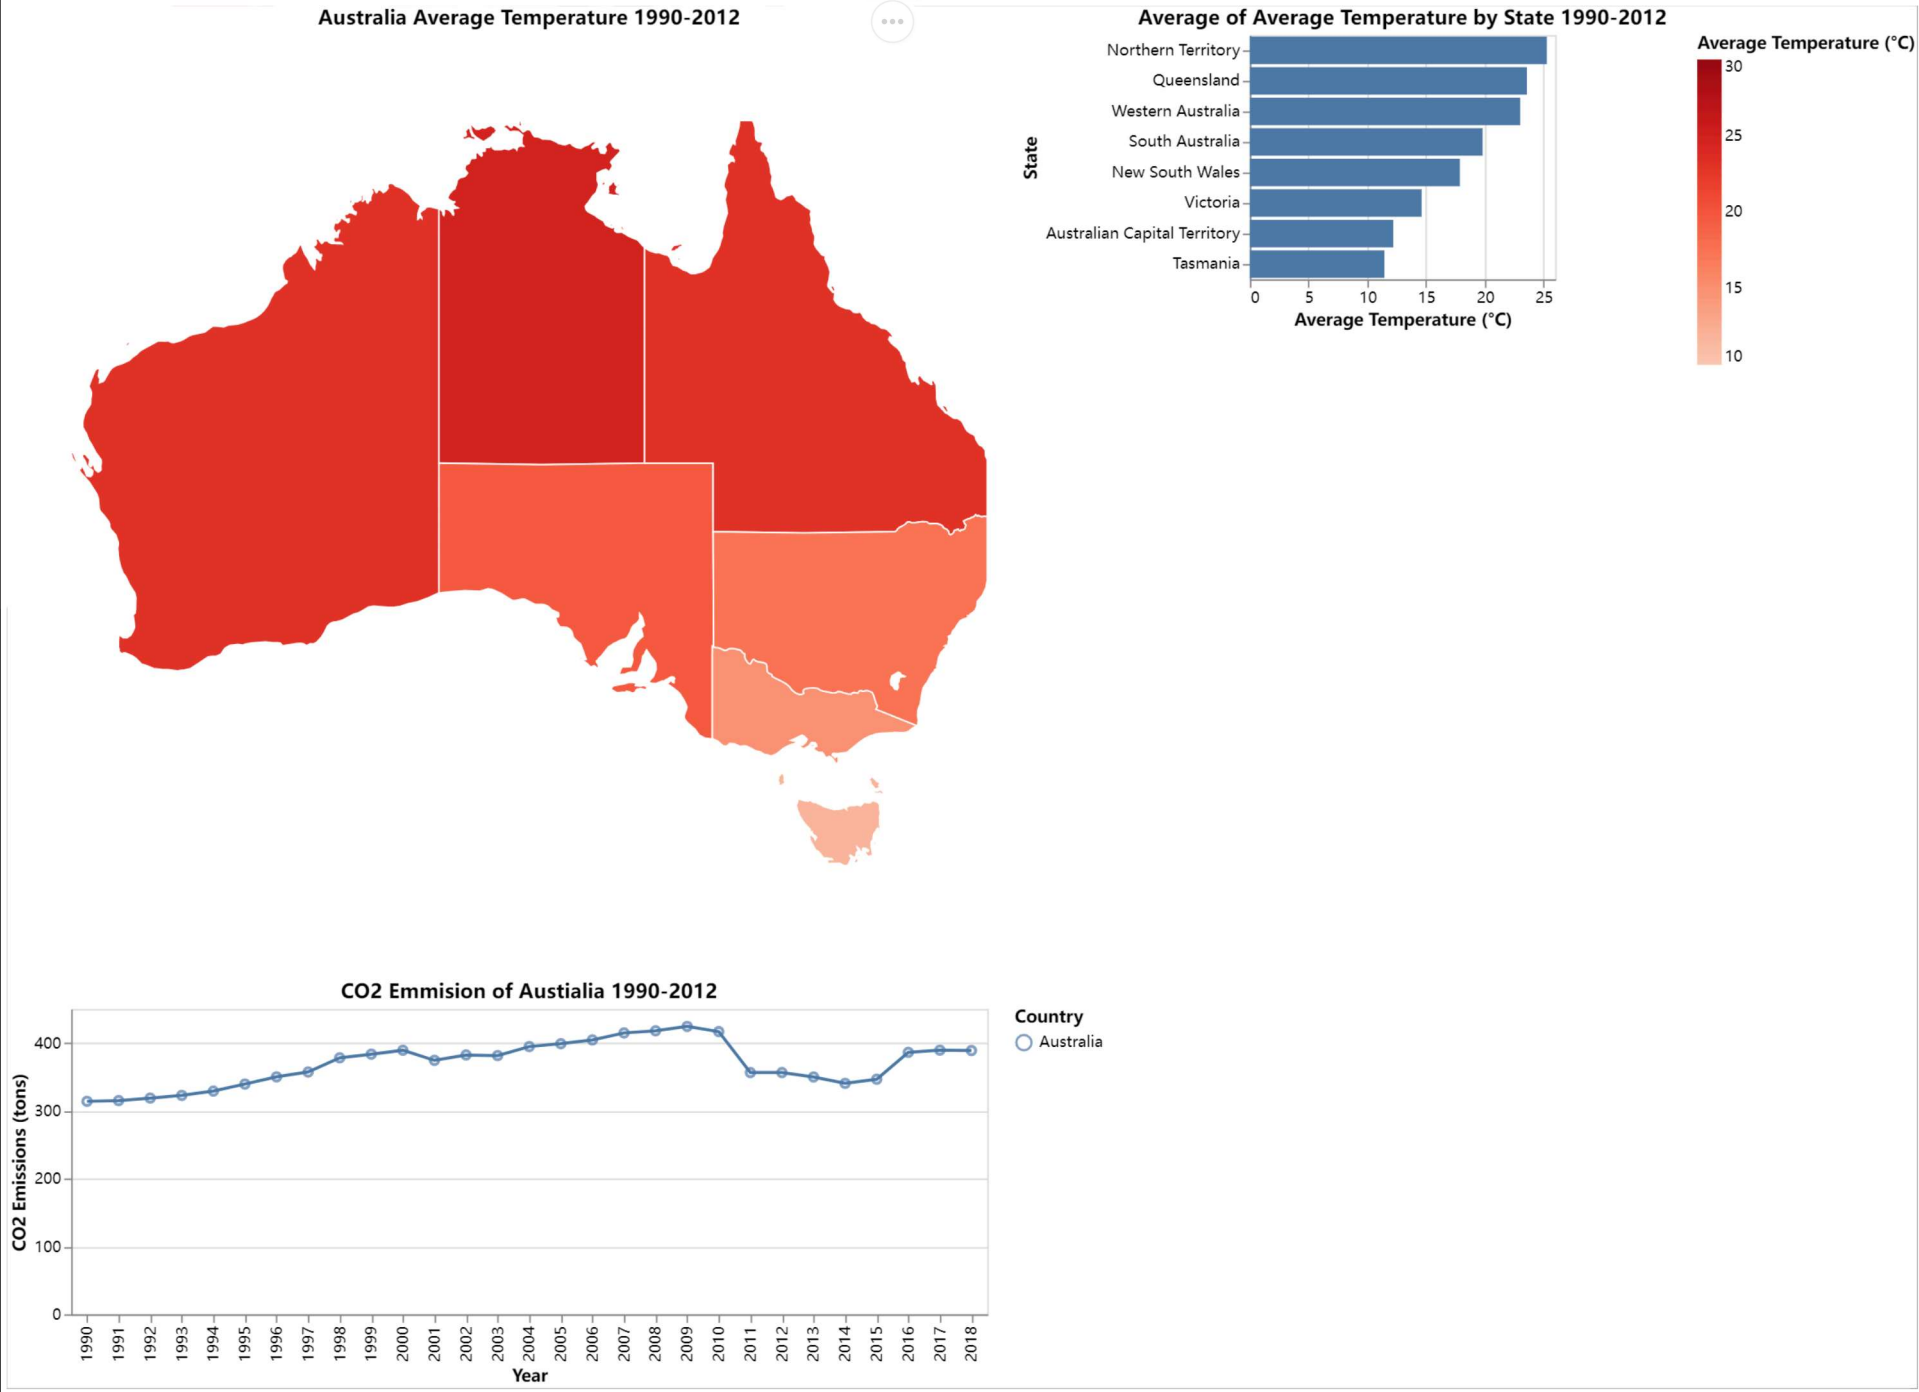 Australia Average Temperature 1990-2012
Average of Average Temperature by State 1990-2012
State
Northern Territory
Queensland
Western Australia
South Australia
New South Wales
Victoria
Australian Capital Territory
Tasmania
0 5 10 15 20 25
Average Temperature (°C)
Average Temperature (°C)
30
25
20
15
10
CO2 Emmision of Austialia 1990-2012
CO2 Emissions (tons)
400
300
200
100
0
1990 1991 1992 1993 1994 1995 1996 1997 1998 1999 2000 2001 2002 2003 2004 2005 2006 2007 2008 2009 2010 2011 2012 2013 2014 2015 2016 2017 2018
Year
Country
Australia